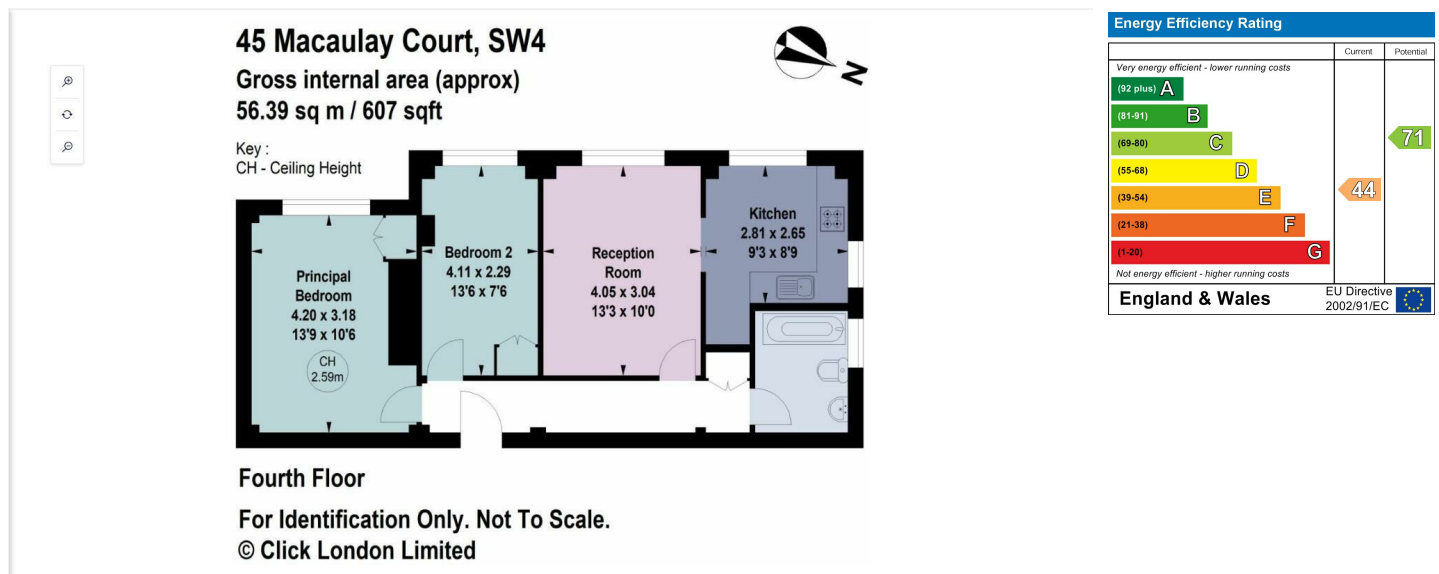 45 Macaulay Court, SW4
Gross internal area (approx)
56.39 sq m / 607 sqft
Key :
CH - Ceiling Height
N
Principal
Bedroom
4.20 x 3.18
13'9 x 10'6
CH
2.59m
Bedroom 2
4.11 x 2.29
13'6 x 7'6
Reception
Room
4.05 x 3.04
13'3 x 10'0
Kitchen
2.81 x 2.65
9'3 x 8'9
Fourth Floor
For Identification Only. Not To Scale.
© Click London Limited
Energy Efficiency Rating
Current Potential
Very energy efficient - lower running costs
(92 plus) A
(81-91) B
(69-80) C
(55-68) D
(39-54) E
(21-38) F
(1-20) G
44
71
Not energy efficient - higher running costs
England & Wales
EU Directive
2002/91/EC